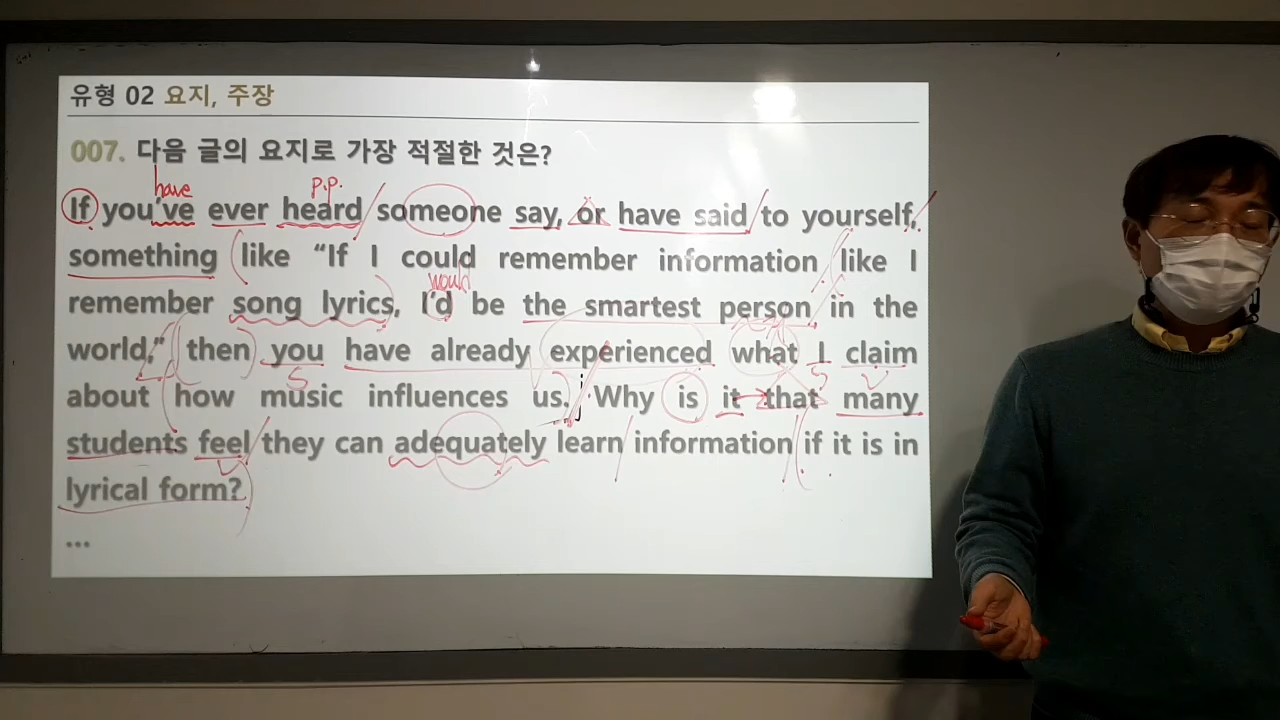 유형 02 요지, 주장
007. 다음 글의 요지로 가장 적절한 것은?
have p.p.
If you've ever heard someone say, or have said to yourself,
something like “If I could remember information like I
would
remember song lyrics, I'd be the smartest person in the
world,” then you have already experienced what I claim
S S V
about how music influences us. Why is it that many
students feel they can adequately learn information if it is in
V
lyrical form?
...